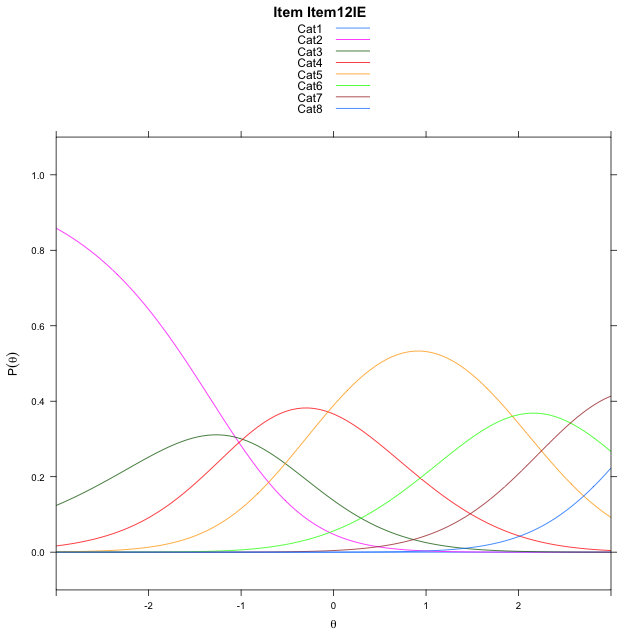 Item Item12IE
Cat1
Cat2
Cat3
Cat4
Cat5
Cat6
Cat7
Cat8
1.0
0.8
0.6
0.4
0.2
0.0
P(θ)
-2 -1 0 1 2
θ